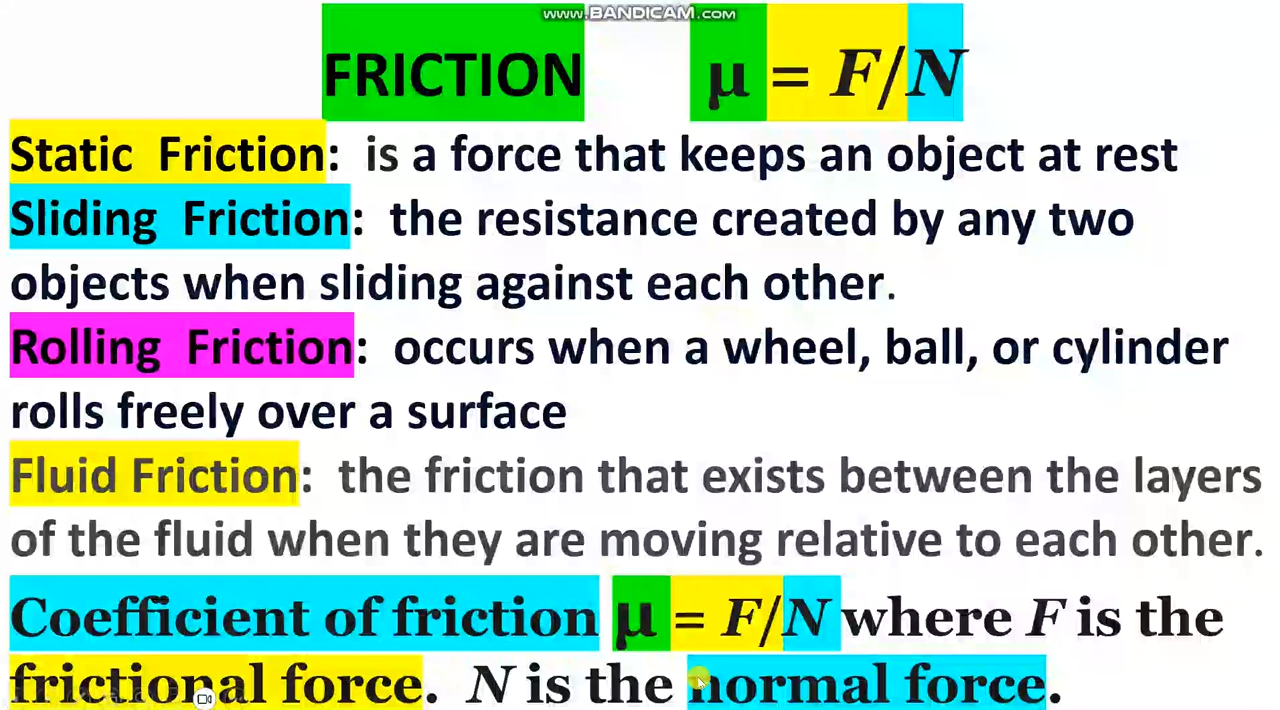 www.BANDICAM.com
FRICTION μ = F/N
Static Friction: is a force that keeps an object at rest
Sliding Friction: the resistance created by any two
objects when sliding against each other.
Rolling Friction: occurs when a wheel, ball, or cylinder
rolls freely over a surface
Fluid Friction: the friction that exists between the layers
of the fluid when they are moving relative to each other.
Coefficient of friction μ = F/N where F is the
frictional force. N is the normal force.